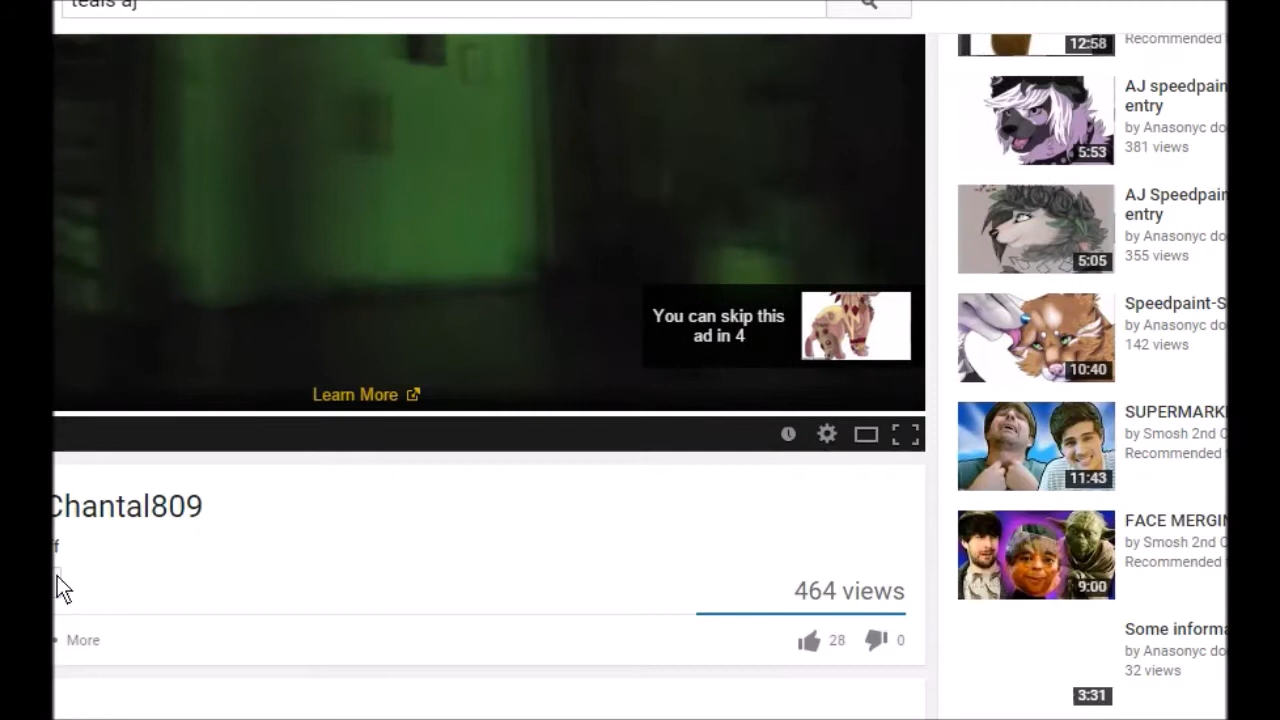 teals aj
12:58
Recommended
AJ speedpain
entry
by Anasonyc do
381 views
5:53
AJ Speedpain
entry
by Anasonyc do
355 views
5:05
Speedpaint-S
by Anasonyc do
142 views
10:40
SUPERMARK
by Smosh 2nd C
Recommended
11:43
FACE MERGIN
by Smosh 2nd C
Recommended
9:00
Some informa
by Anasonyc do
32 views
3:31
You can skip this
ad in 4
Learn More
Chantal809
f
464 views
More
28
0